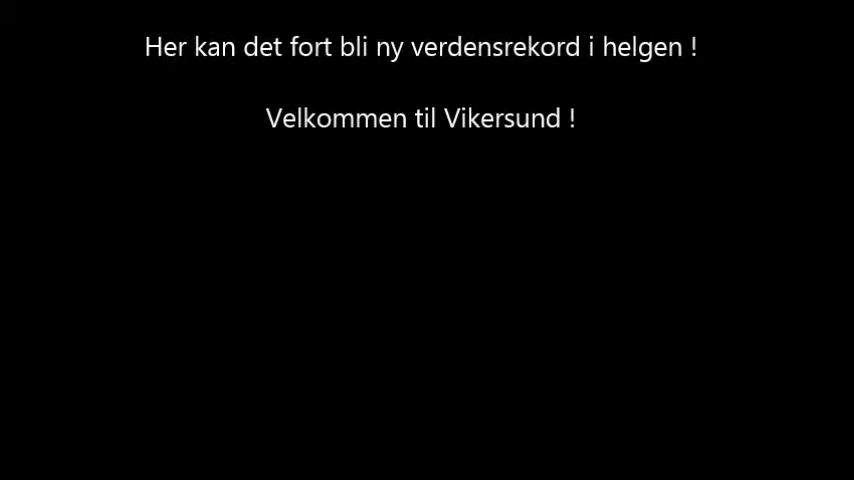 Her kan det fort bli ny verdensrekord i helgen !
Velkommen til Vikersund !